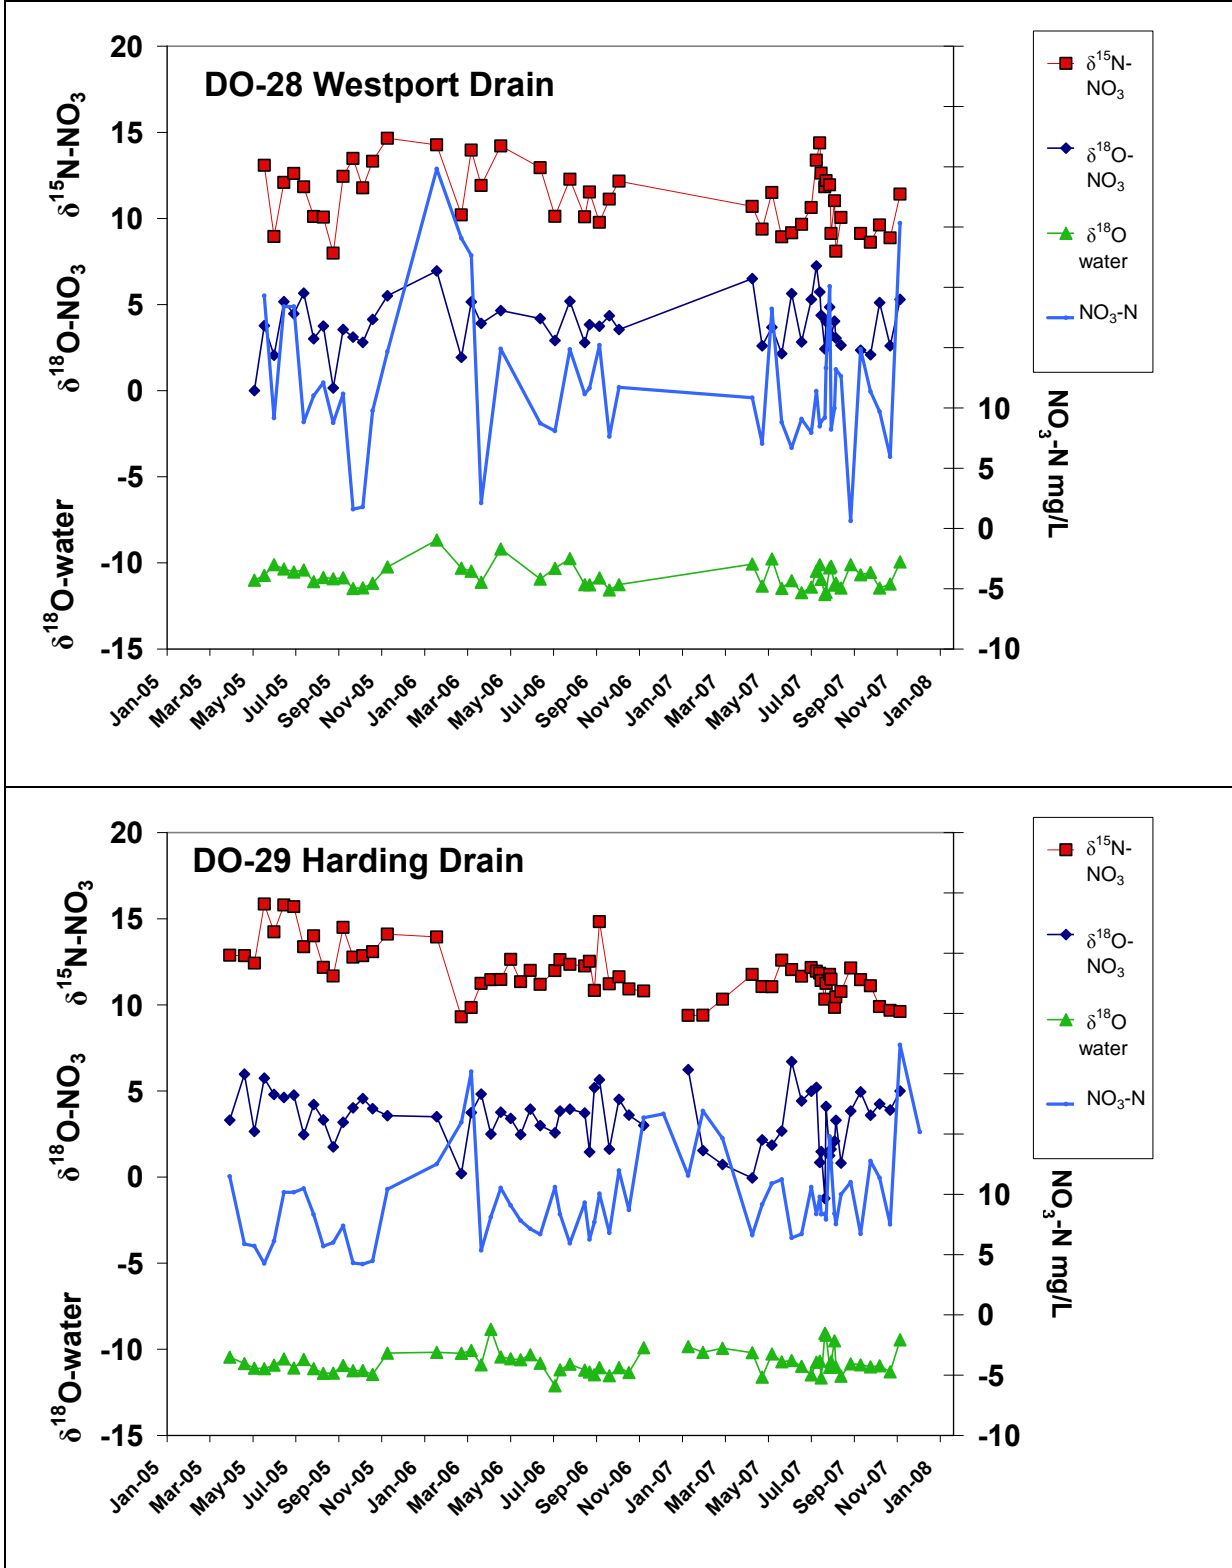 DO-28 Westport Drain
20
15
10
5
0
-5
-10
-15
δ¹⁵N-NO₃
δ¹⁸O-NO₃
δ¹⁸O-water
10
5
0
-5
-10
NO₃-N mg/L
Jan-05
Mar-05
May-05
Jul-05
Sep-05
Nov-05
Jan-06
Mar-06
May-06
Jul-06
Sep-06
Nov-06
Jan-07
Mar-07
May-07
Jul-07
Sep-07
Nov-07
Jan-08
δ¹⁵N-
NO₃
δ¹⁸O-
NO₃
δ¹⁸O
water
NO₃-N
DO-29 Harding Drain
20
15
10
5
0
-5
-10
-15
δ¹⁵N-NO₃
δ¹⁸O-NO₃
δ¹⁸O-water
10
5
0
-5
-10
NO₃-N mg/L
Jan-05
Mar-05
May-05
Jul-05
Sep-05
Nov-05
Jan-06
Mar-06
May-06
Jul-06
Sep-06
Nov-06
Jan-07
Mar-07
May-07
Jul-07
Sep-07
Nov-07
Jan-08
δ¹⁵N-
NO₃
δ¹⁸O-
NO₃
δ¹⁸O
water
NO₃-N